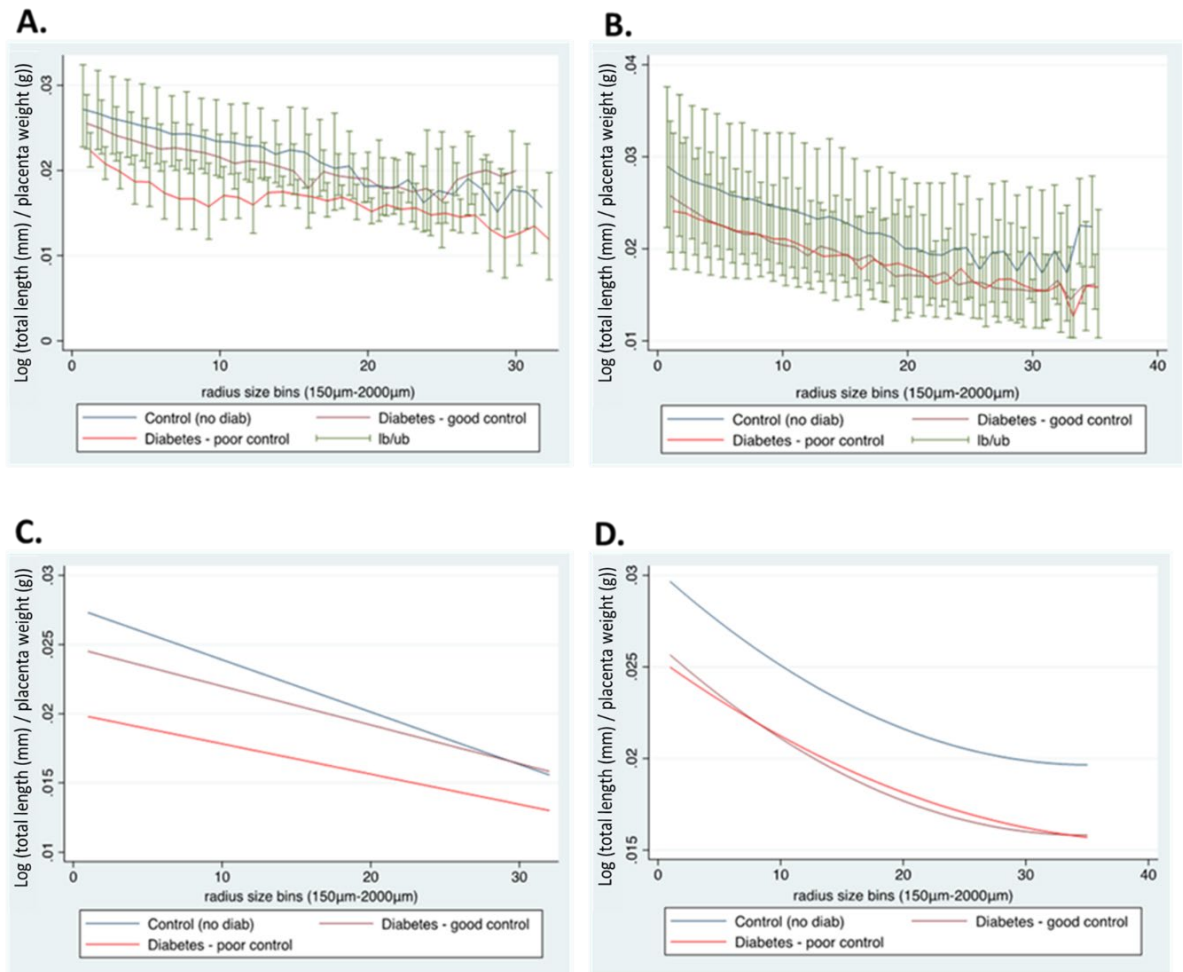 A.
Log (total length (mm) / placenta weight (g))
.03
.02
.01
0
0 10 20 30
radius size bins (150µm-2000µm)
Control (no diab) Diabetes - good control
Diabetes - poor control lb/ub
B.
Log (total length (mm) / placenta weight (g))
.04
.03
.02
.01
0 10 20 30 40
radius size bins (150µm-2000µm)
Control (no diab) Diabetes - good control
Diabetes - poor control lb/ub
C.
Log (total length (mm) / placenta weight (g))
.03
.025
.02
.015
.01
0 10 20 30
radius size bins (150µm-2000µm)
Control (no diab) Diabetes - good control
Diabetes - poor control
D.
Log (total length (mm) / placenta weight (g))
.03
.025
.02
.015
0 10 20 30 40
radius size bins (150µm-2000µm)
Control (no diab) Diabetes - good control
Diabetes - poor control